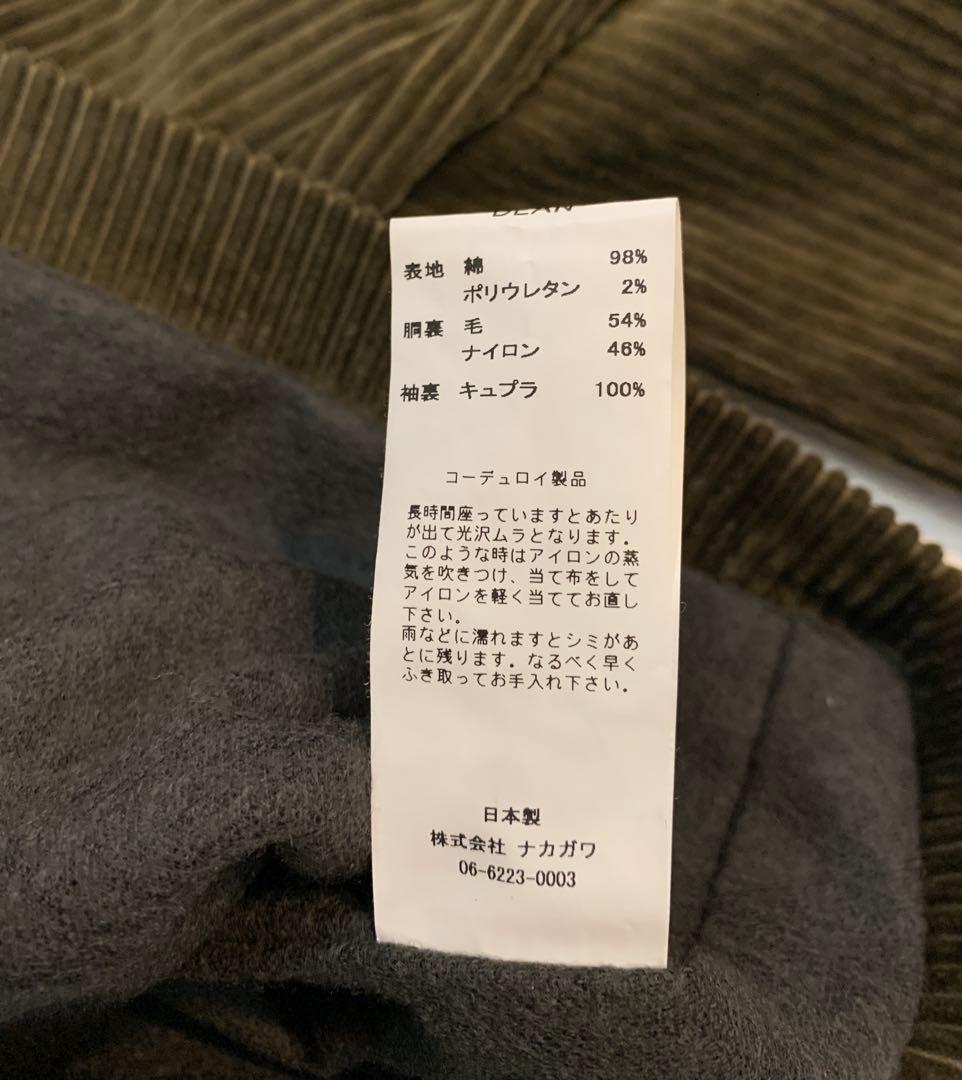 DEAN
表地 綿 98%
ポリウレタン 2%
胴裏 毛 54%
ナイロン 46%
袖裏 キュプラ 100%
コーデュロイ製品
長時間座っていますとあたり
が出て光沢ムラとなります。
このような時はアイロンの蒸
気を吹きつけ、当て布をして
アイロンを軽く当ててお直し
下さい。
雨などに濡れますとシミがあ
とに残ります。なるべく早く
ふき取ってお手入れ下さい。
日本製
株式会社 ナカガワ
06-6223-0003